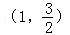 (1, 3/2)